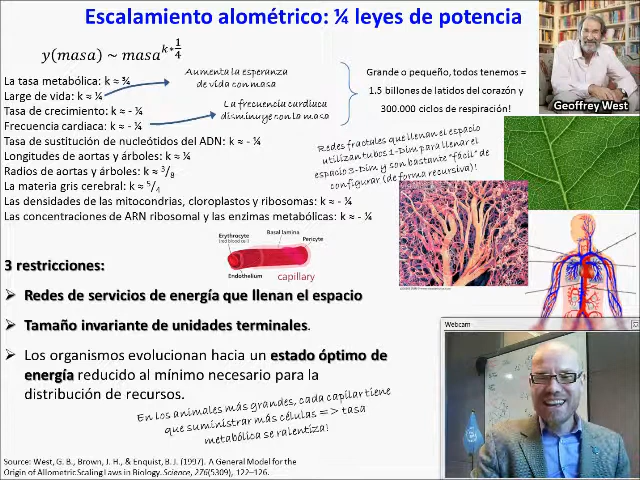 Escalamiento alométrico: ¼ leyes de potencia
y(masa) ~ masa^k*1/4
La tasa metabólica: k ≈ ¾
Large de vida: k ≈ ¼
Tasa de crecimiento: k ≈ - ¼
Frecuencia cardiaca: k ≈ - ¼
Tasa de sustitución de nucleótidos del ADN: k ≈ - ¼
Longitudes de aortas y árboles: k ≈ ¼
Radios de aortas y árboles: k ≈ 3/8
La materia gris cerebral: k ≈ 5/4
Las densidades de las mitocondrias, cloroplastos y ribosomas: k ≈ - ¼
Las concentraciones de ARN ribosomal y las enzimas metabólicas: k ≈ - ¼
Aumenta la esperanza
de vida con masa
La frecuencia cardíaca
disminuye con la masa
Grande o pequeño, todos tenemos ≈
1.5 billones de latidos del corazón y
300.000 ciclos de respiración!
Geoffrey West
Redes fractales que llenan el espacio
utilizan tubos 1-Dim para llenar el
espacio 3-Dim y son bastante "fácil" de
configurar (de forma recursiva)!
Erythrocyte
(red blood cell)
Basal lamina
Pericyte
Endothelium
capillary
3 restricciones:
➢ Redes de servicios de energía que llenan el espacio
➢ Tamaño invariante de unidades terminales.
➢ Los organismos evolucionan hacia un estado óptimo de
energía reducido al mínimo necesario para la
distribución de recursos.
En los animales más grandes, cada capilar tiene
que suministrar más células => tasa
metabólica se ralentiza!
Webcam
Source: West, G. B., Brown, J. H., & Enquist, B. J. (1997). A General Model for the
Origin of Allometric Scaling Laws in Biology. Science, 276(5309), 122–126.